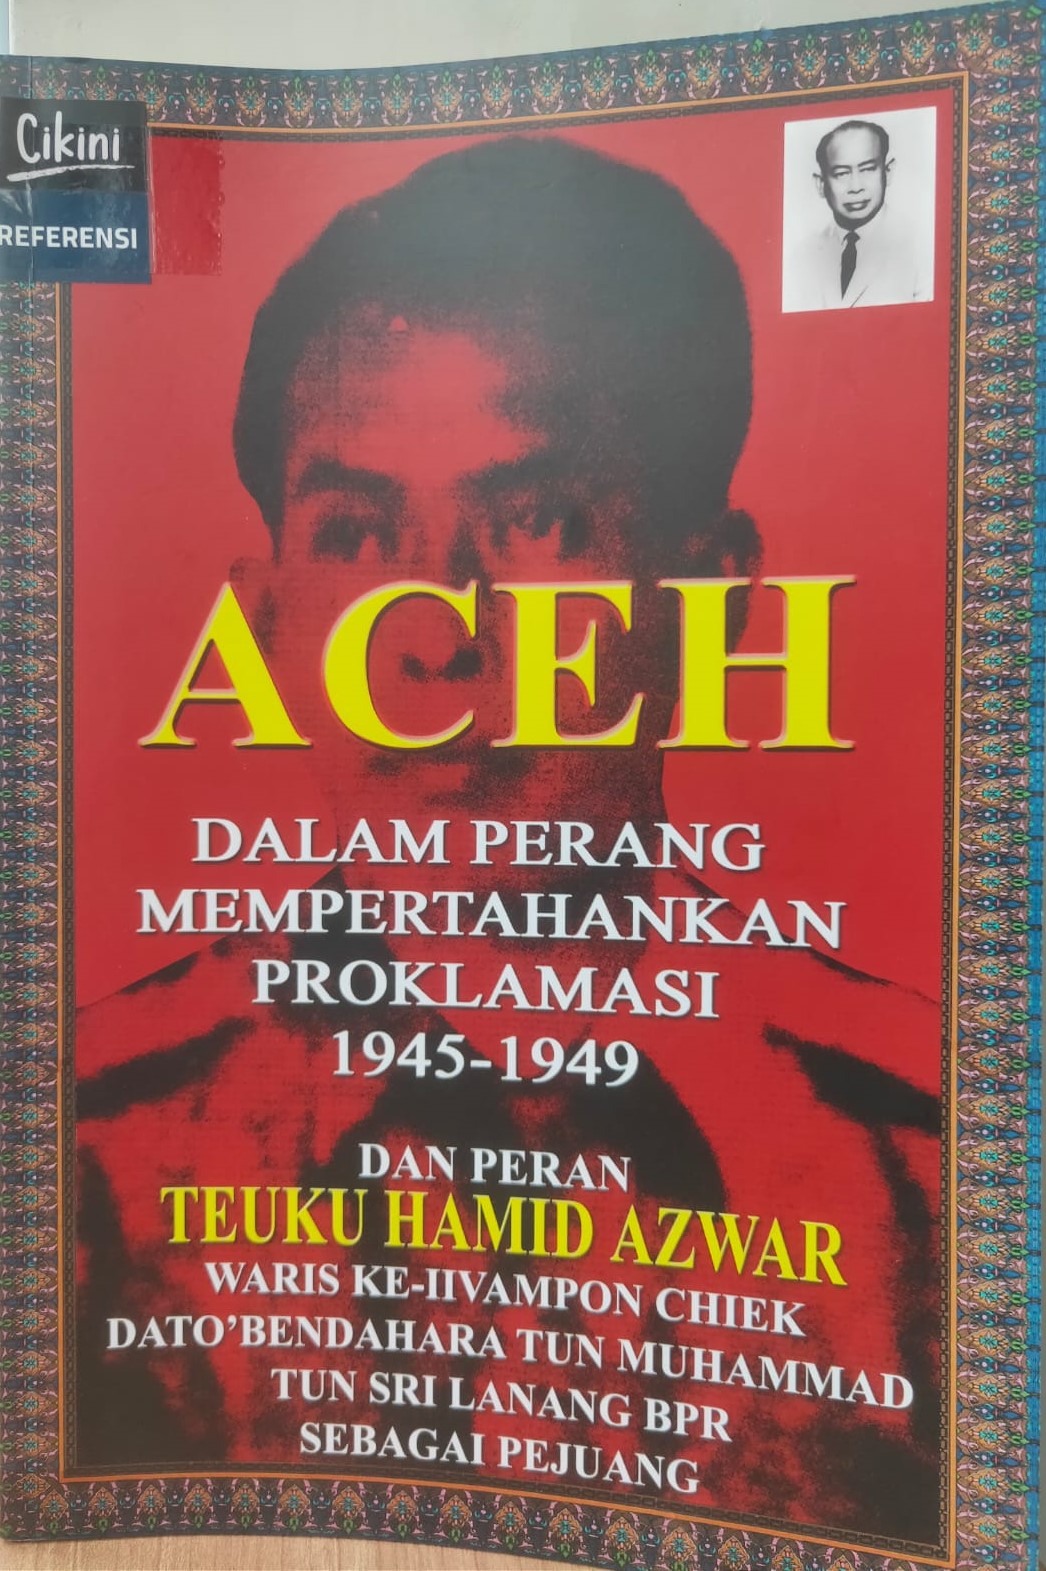 Cikini
REFERENSI
ACEH
DALAM PERANG
MEMPERTAHANKAN
PROKLAMASI
1945-1949
DAN PERAN
TEUKU HAMID AZWAR
WARIS KE-IIVAMPON CHIEK
DATO’BENDAHARA TUN MUHAMMAD
TUN SRI LANANG BPR
SEBAGAI PEJUANG